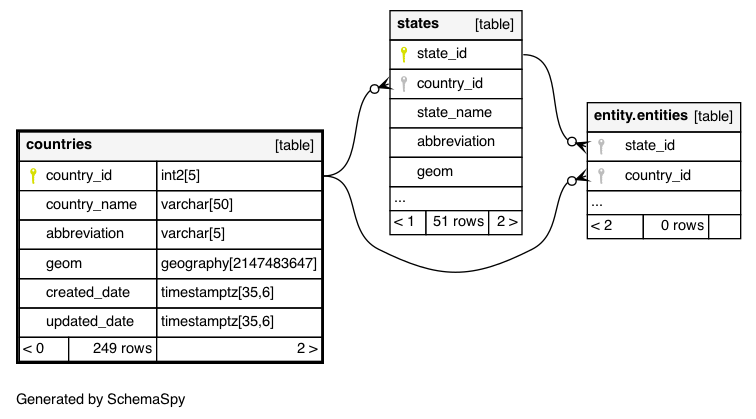 states [table]
state_id
country_id
state_name
abbreviation
geom
...
< 1 51 rows 2 >
entity.entities [table]
state_id
country_id
...
< 2 0 rows
countries [table]
country_id int2[5]
country_name varchar[50]
abbreviation varchar[5]
geom geography[2147483647]
created_date timestamptz[35,6]
updated_date timestamptz[35,6]
< 0 249 rows 2 >
Generated by SchemaSpy